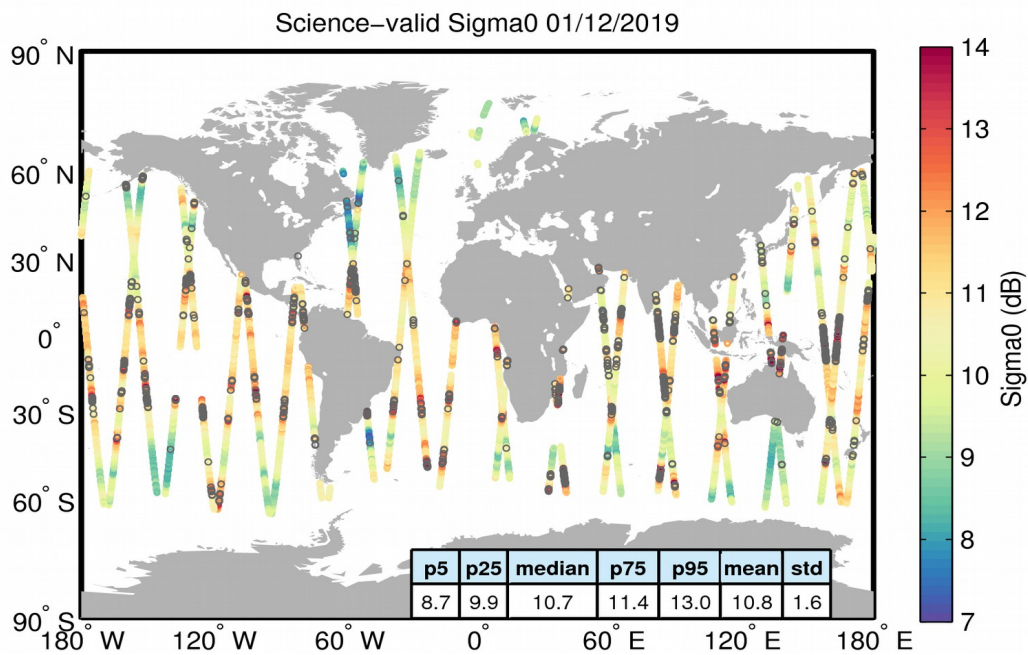 Science−valid Sigma0 01/12/2019
90° N
60° N
30° N
0°
30° S
60° S
90° S
180° W
120° W
60° W
0°
60° E
120° E
180° E
p5 p25 median p75 p95 mean std
8.7 9.9 10.7 11.4 13.0 10.8 1.6
14
13
12
11
10
9
8
7
Sigma0 (dB)